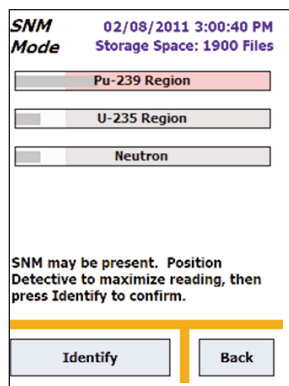 SNM 02/08/2011 3:00:40 PM
Mode Storage Space: 1900 Files
Pu-239 Region
U-235 Region
Neutron
SNM may be present. Position
Detective to maximize reading, then
press Identify to confirm.
Identify Back